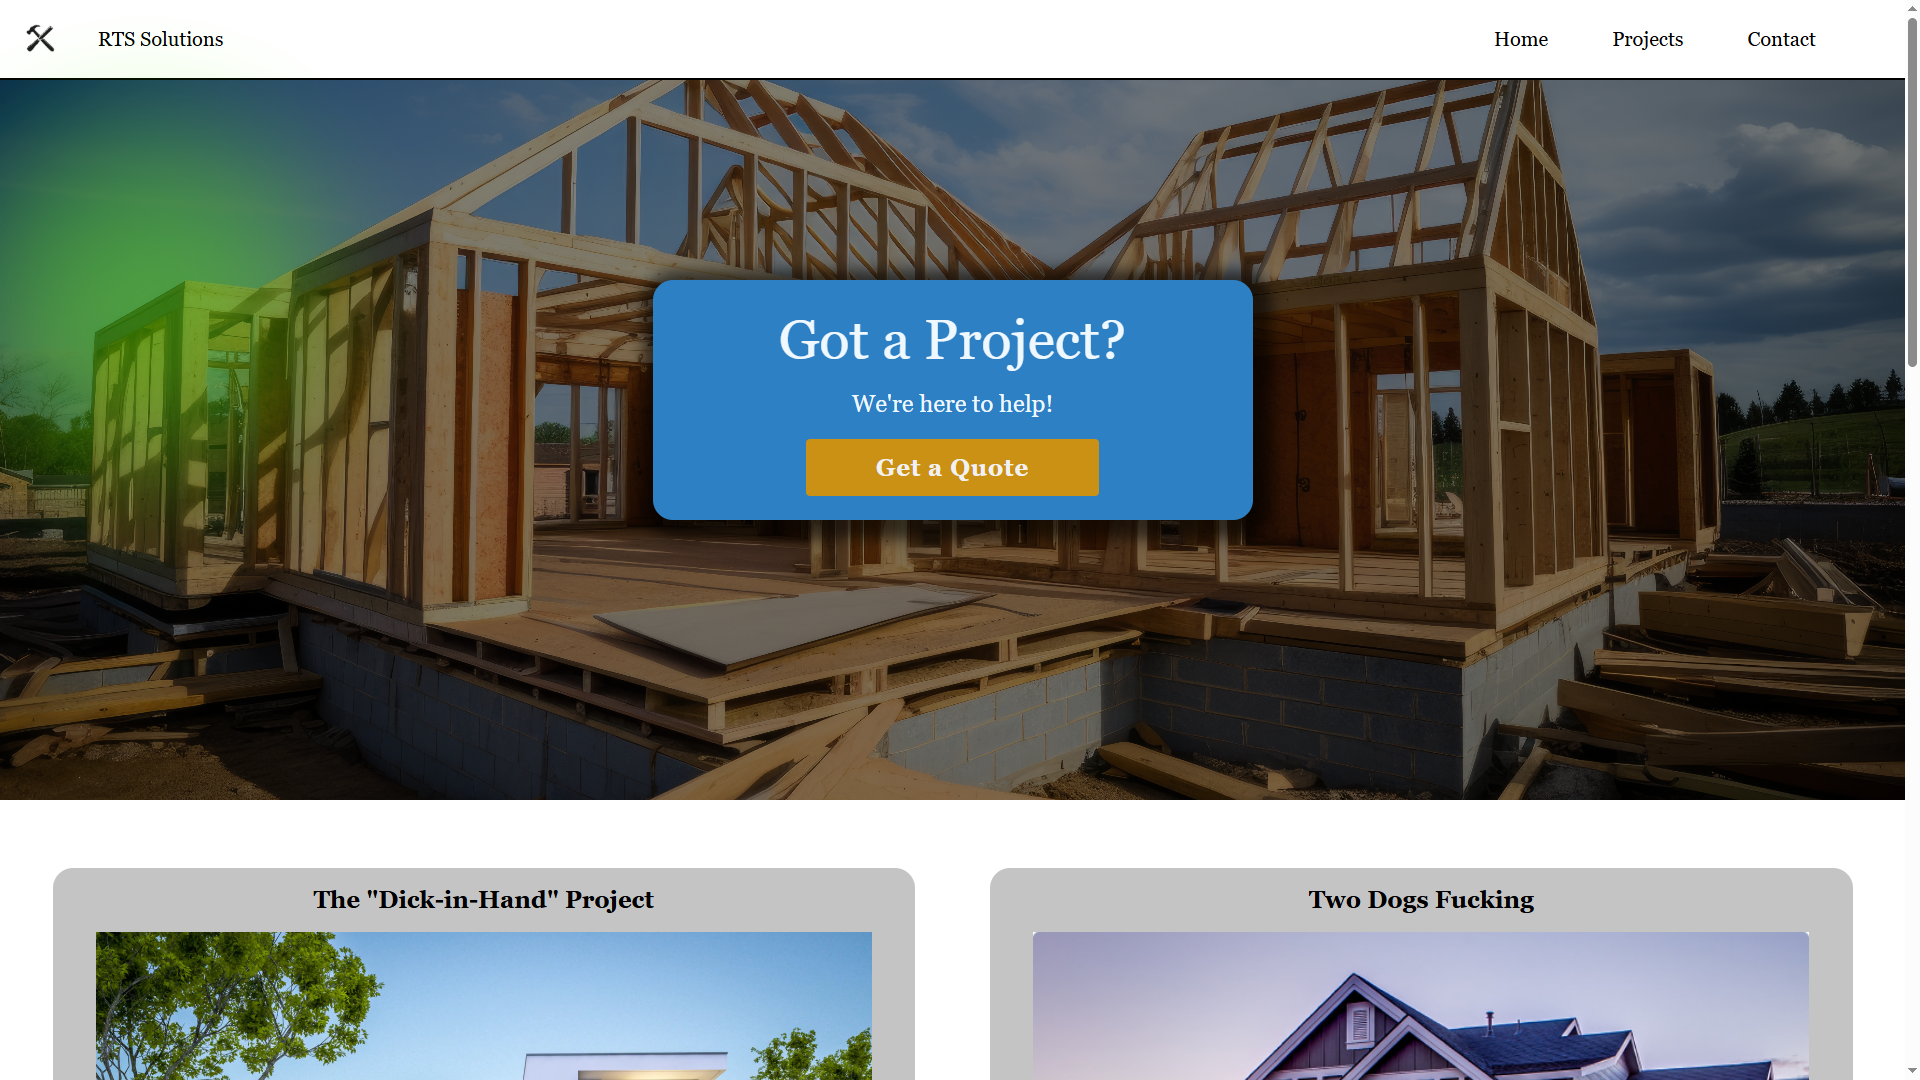 RTS Solutions
Home
Projects
Contact
Got a Project?
We're here to help!
Get a Quote
The "Dick-in-Hand" Project
Two Dogs Fucking